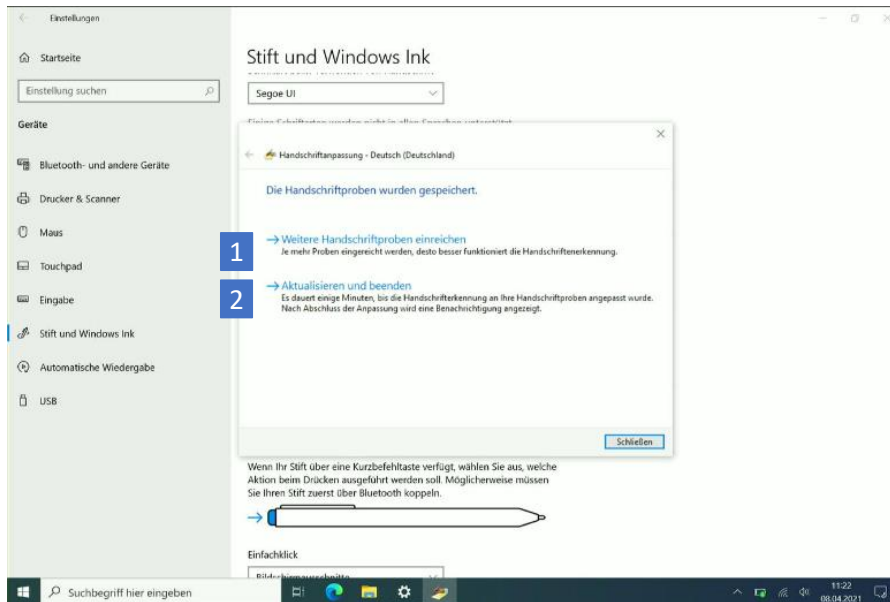 Einstellungen
Startseite
Einstellung suchen
Geräte
Bluetooth- und andere Geräte
Drucker & Scanner
Maus
Touchpad
Eingabe
Stift und Windows Ink
Automatische Wiedergabe
USB
Stift und Windows Ink
Segoe UI
Handschriftanpassung - Deutsch (Deutschland)
Die Handschriftproben wurden gespeichert.
1
Weitere Handschriftproben einreichen
Je mehr Proben eingereicht werden, desto besser funktioniert die Handschriftenerkennung.
2
Aktualisieren und beenden
Es dauert einige Minuten, bis die Handschrifterkennung an Ihre Handschriftproben angepasst wurde.
Nach Abschluss der Anpassung wird eine Benachrichtigung angezeigt.
Schließen
Wenn Ihr Stift über eine Kurzbefehltaste verfügt, wählen Sie aus, welche
Aktion beim Drücken ausgeführt werden soll. Möglicherweise müssen
Sie Ihren Stift zuerst über Bluetooth koppeln.
Einfachklick
Suchbegriff hier eingeben
11:22
08.04.2021